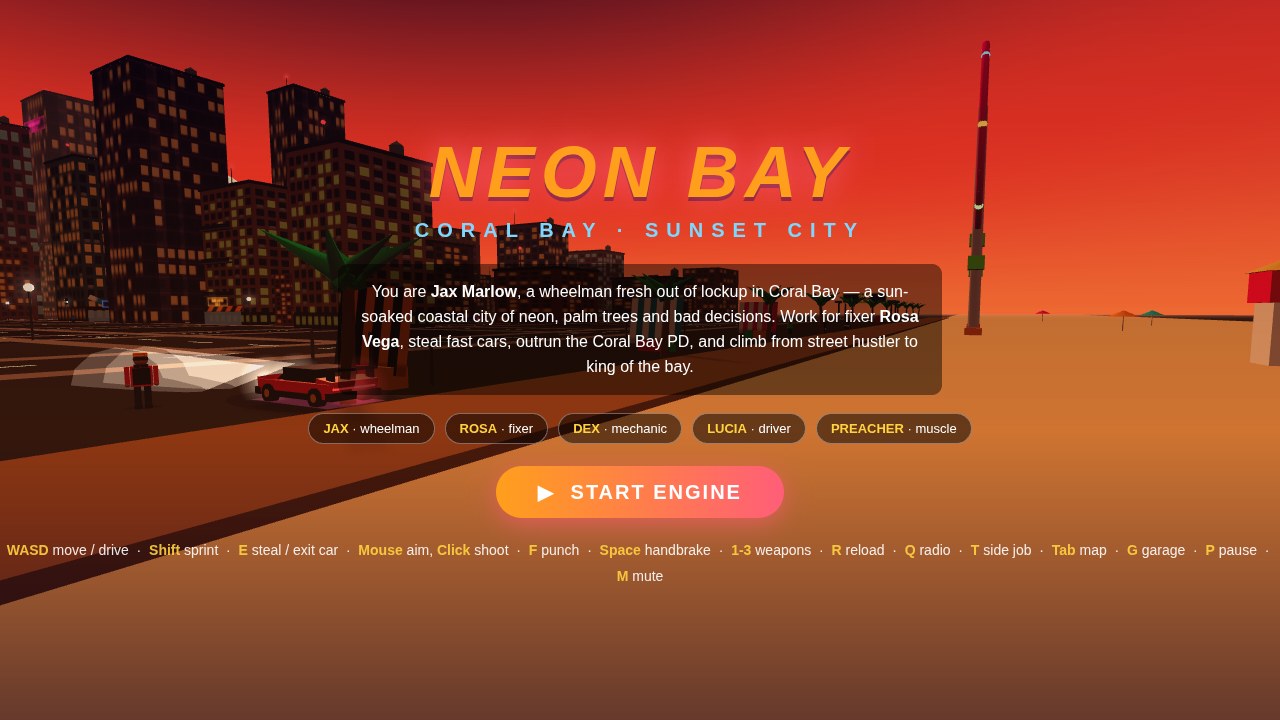 NEON BAY
CORAL BAY · SUNSET CITY
You are Jax Marlow, a wheelman fresh out of lockup in Coral Bay — a sun-
soaked coastal city of neon, palm trees and bad decisions. Work for fixer Rosa
Vega, steal fast cars, outrun the Coral Bay PD, and climb from street hustler to
king of the bay.
JAX · wheelman ROSA · fixer DEX · mechanic LUCIA · driver PREACHER · muscle
▶ START ENGINE
WASD move / drive · Shift sprint · E steal / exit car · Mouse aim, Click shoot · F punch · Space handbrake · 1-3 weapons · R reload · Q radio · T side job · Tab map · G garage · P pause ·
M mute